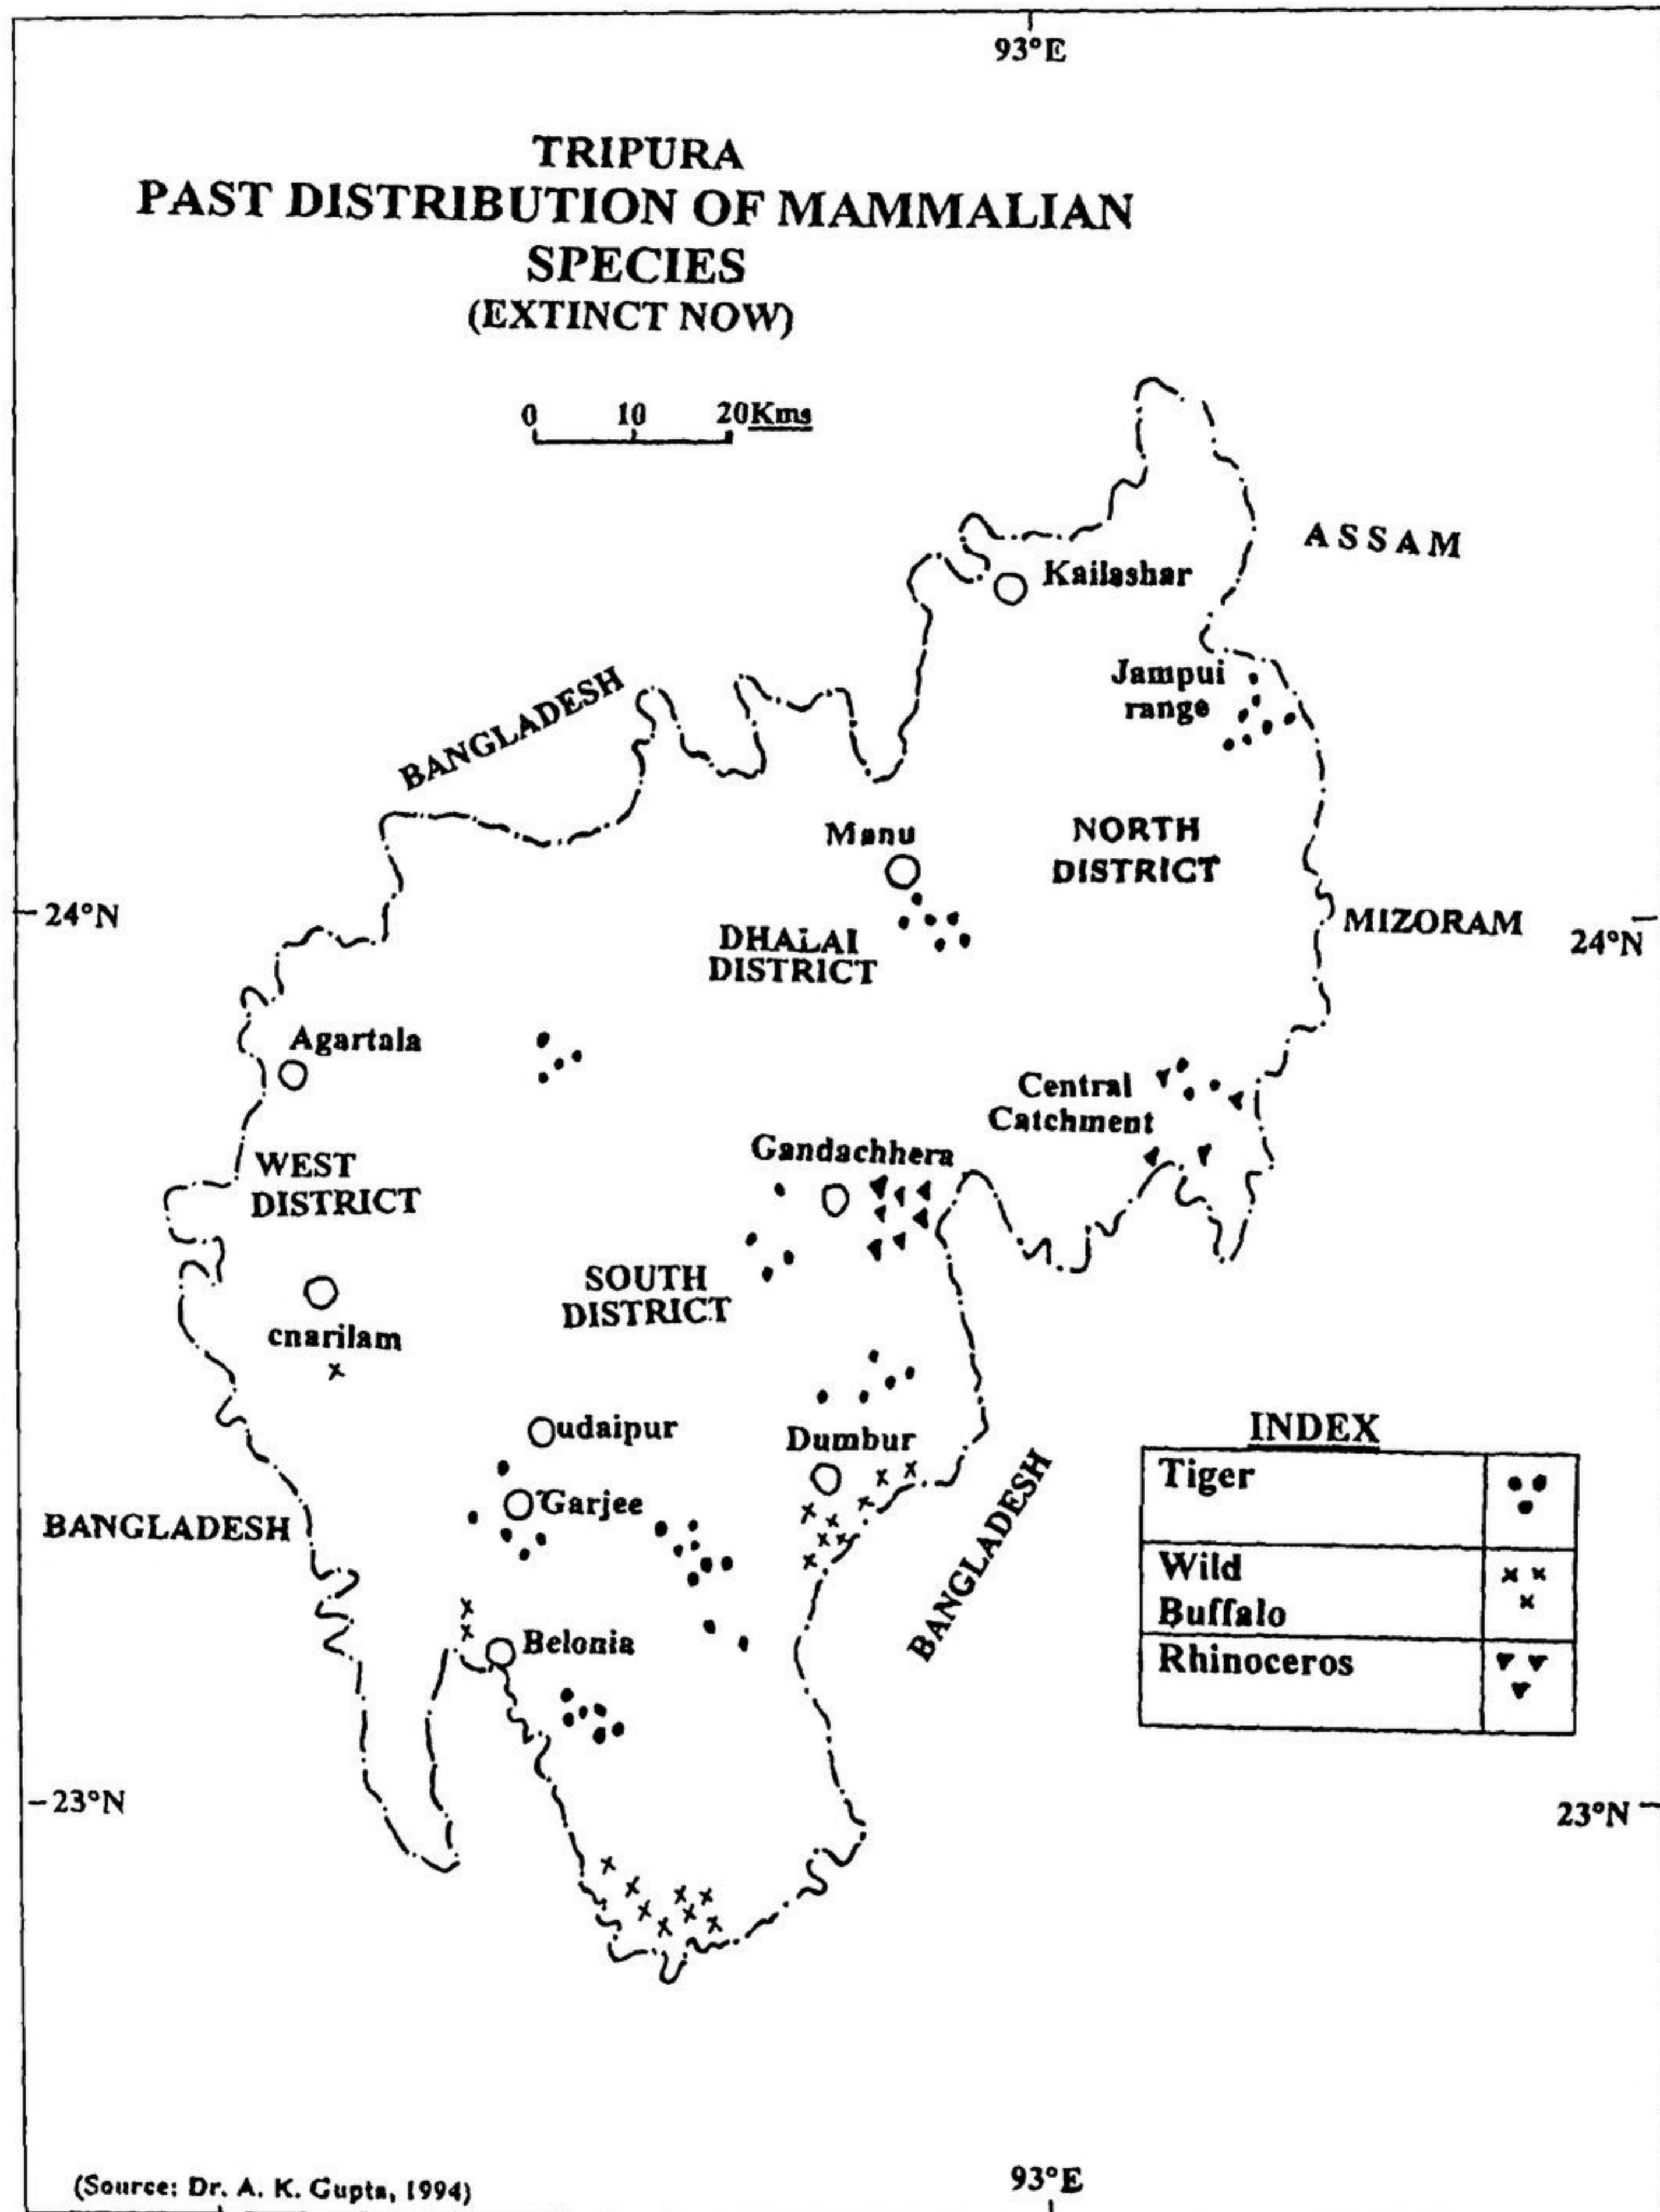 93°E
TRIPURA
PAST DISTRIBUTION OF MAMMALIAN
SPECIES
(EXTINCT NOW)
0 10 20Kms
ASSAM
Kailashar
Jampui
range
BANGLADESH
Manu
NORTH
DISTRICT
24°N
MIZORAM
24°N
DHALAI
DISTRICT
Agartala
Central
Catchment
Gandachhera
WEST
DISTRICT
SOUTH
DISTRICT
cnarilam
udaipur
Dumbur
Garjee
BANGLADESH
BANGLADESH
Belonia
INDEX
Tiger
Wild
Buffalo
Rhinoceros
23°N
23°N
(Source: Dr. A. K. Gupta, 1994)
93°E